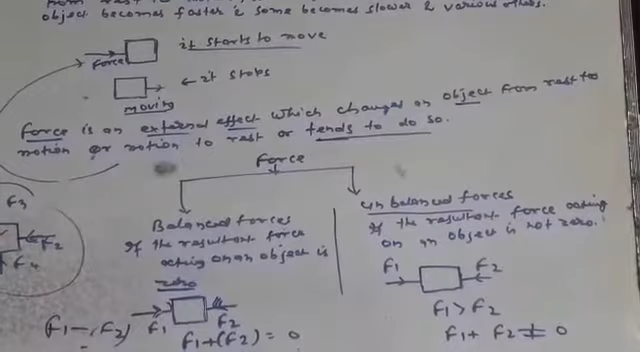 object becomes faster & some becomes slower & various others.
Force
it starts to move
← it stops
moving
Force is an external effect which changes an object from rest to
motion or motion to rest or tends to do so.
Force
Balanced forces
If the resultant force
acting on an object is
zero
F1 F2
F1+(F2) = 0
(F1-, F2)
unbalanced forces
If the resultant force acting
on an object is not zero.
F1 F2
F1 > F2
F1 + F2 ≠ 0
F3
F2
F4